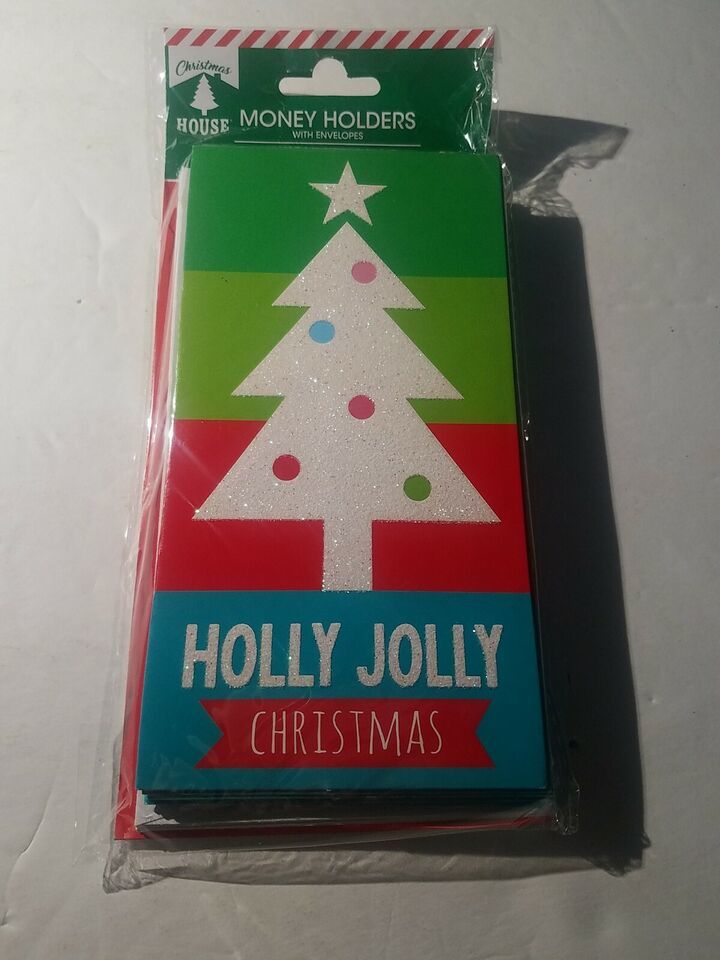 Christmas
HOUSE
MONEY HOLDERS
WITH ENVELOPES
HOLLY JOLLY
CHRISTMAS